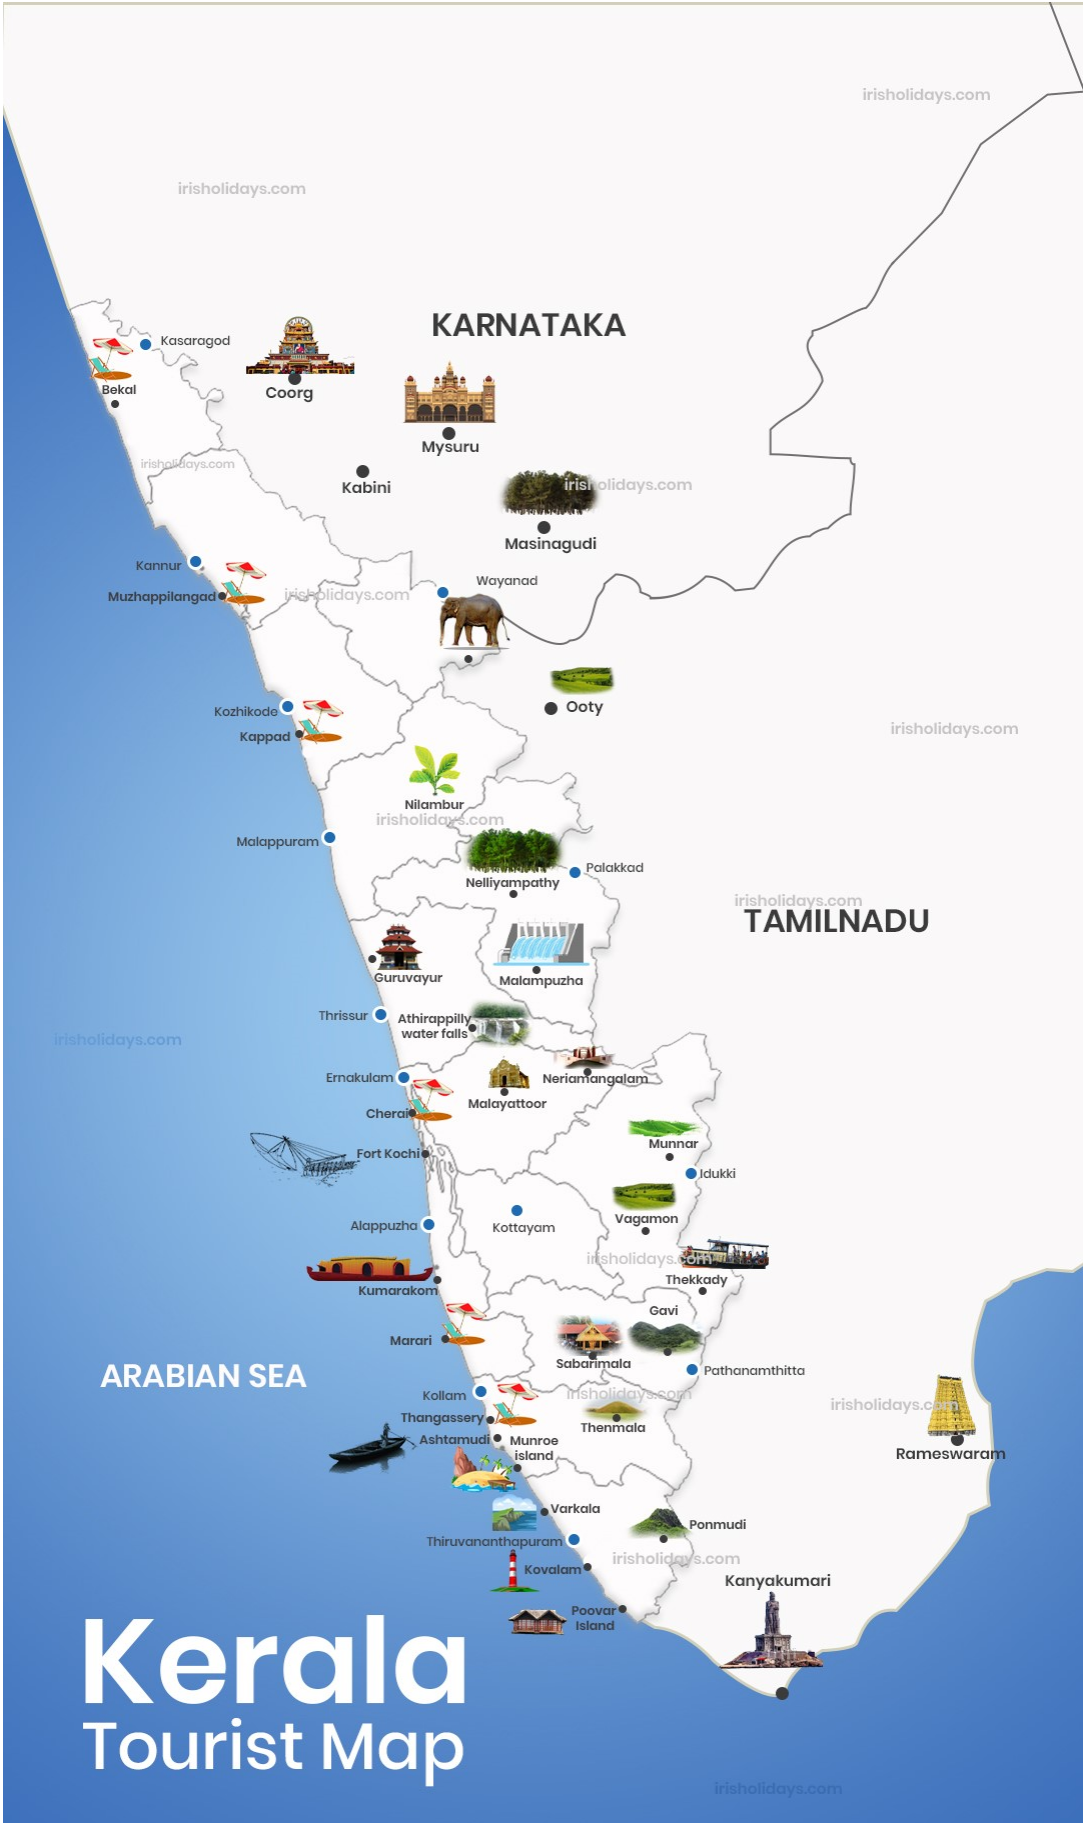 irisholidays.com
irisholidays.com
KARNATAKA
Kasaragod
Bekal
Coorg
Mysuru
irisholidays.com
Kabini
irisholidays.com
Masinagudi
Kannur
Wayanad
Muzhappilangad
irisholidays.com
Ooty
Kozhikode
Kappad
irisholidays.com
Nilambur
irisholidays.com
Malappuram
Palakkad
Nelliyampathy
irisholidays.com
TAMILNADU
Guruvayur
Malampuzha
Thrissur
Athirappilly
water falls
irisholidays.com
Ernakulam
Neriamangalam
Malayattoor
Cherai
Munnar
Fort Kochi
Idukki
Vagamon
Alappuzha
Kottayam
irisholidays.com
Thekkady
Kumarakom
Gavi
Marari
Sabarimala
Pathanamthitta
ARABIAN SEA
Kollam
irisholidays.com
irisholidays.com
Thangassery
Thenmala
Ashtamudi
Munroe
island
Rameswaram
Varkala
Ponmudi
Thiruvananthapuram
irisholidays.com
Kovalam
Kanyakumari
Poovar
Island
Kerala
Tourist Map
irisholidays.com